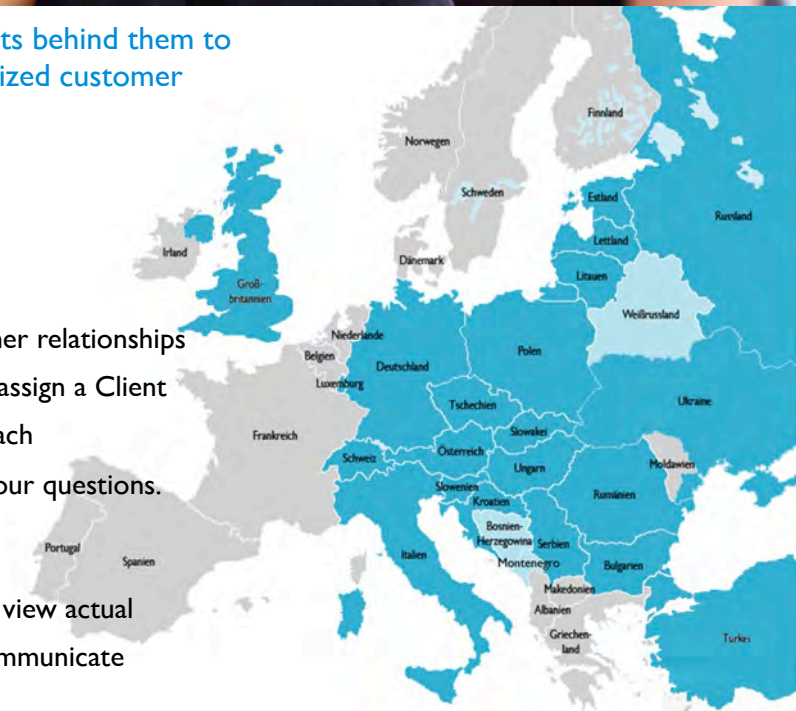 ts behind them to
ized customer
ner relationships
assign a Client
ach
our questions.
view actual
mmunicate
Finnland
Norwegen
Schweden
Estland
Russland
Lettland
Dänemark
Irland
Litauen
Groß-
britannien
Weißrussland
Niederlande
Belgien
Deutschland
Polen
Luxemburg
Tschechien
Ukraine
Frankreich
Slowakei
Schweiz
Österreich
Moldawien
Ungarn
Slowenien
Rumänien
Kroatien
Bosnien-
Herzegowina
Serbien
Portugal
Spanien
Italien
Montenegro
Bulgarien
Makedonien
Albanien
Griechen-
land
Türkei